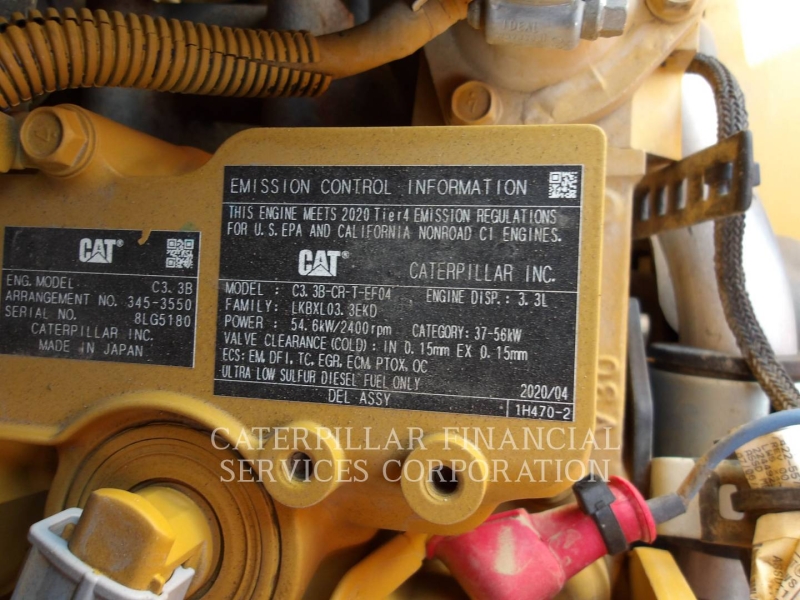 IDEAL
EMISSION CONTROL INFORMATION
THIS ENGINE MEETS 2020 Tier4 EMISSION REGULATIONS
FOR U.S. EPA AND CALIFORNIA NONROAD CI ENGINES.
CAT® CATERPILLAR INC.
MODEL : C3.3B-CR-T-EF04 ENGINE DISP.: 3.3L
FAMILY: LKBXL03.3EKD
POWER : 54.6kW/2400rpm CATEGORY: 37-56kW
VALVE CLEARANCE(COLD): IN 0.15mm EX 0.15mm
ECS: EM, DFI, TC, EGR, ECM, PTOX, OC
ULTRA LOW SULFUR DIESEL FUEL ONLY
2020/04
DEL ASSY
1H470-2
CAT®
ENG. MODEL C3.3B
ARRANGEMENT NO. 345-3550
SERIAL NO. 8LG5180
CATERPILLAR INC.
MADE IN JAPAN
CATERPILLAR FINANCIAL
SERVICES CORPORATION